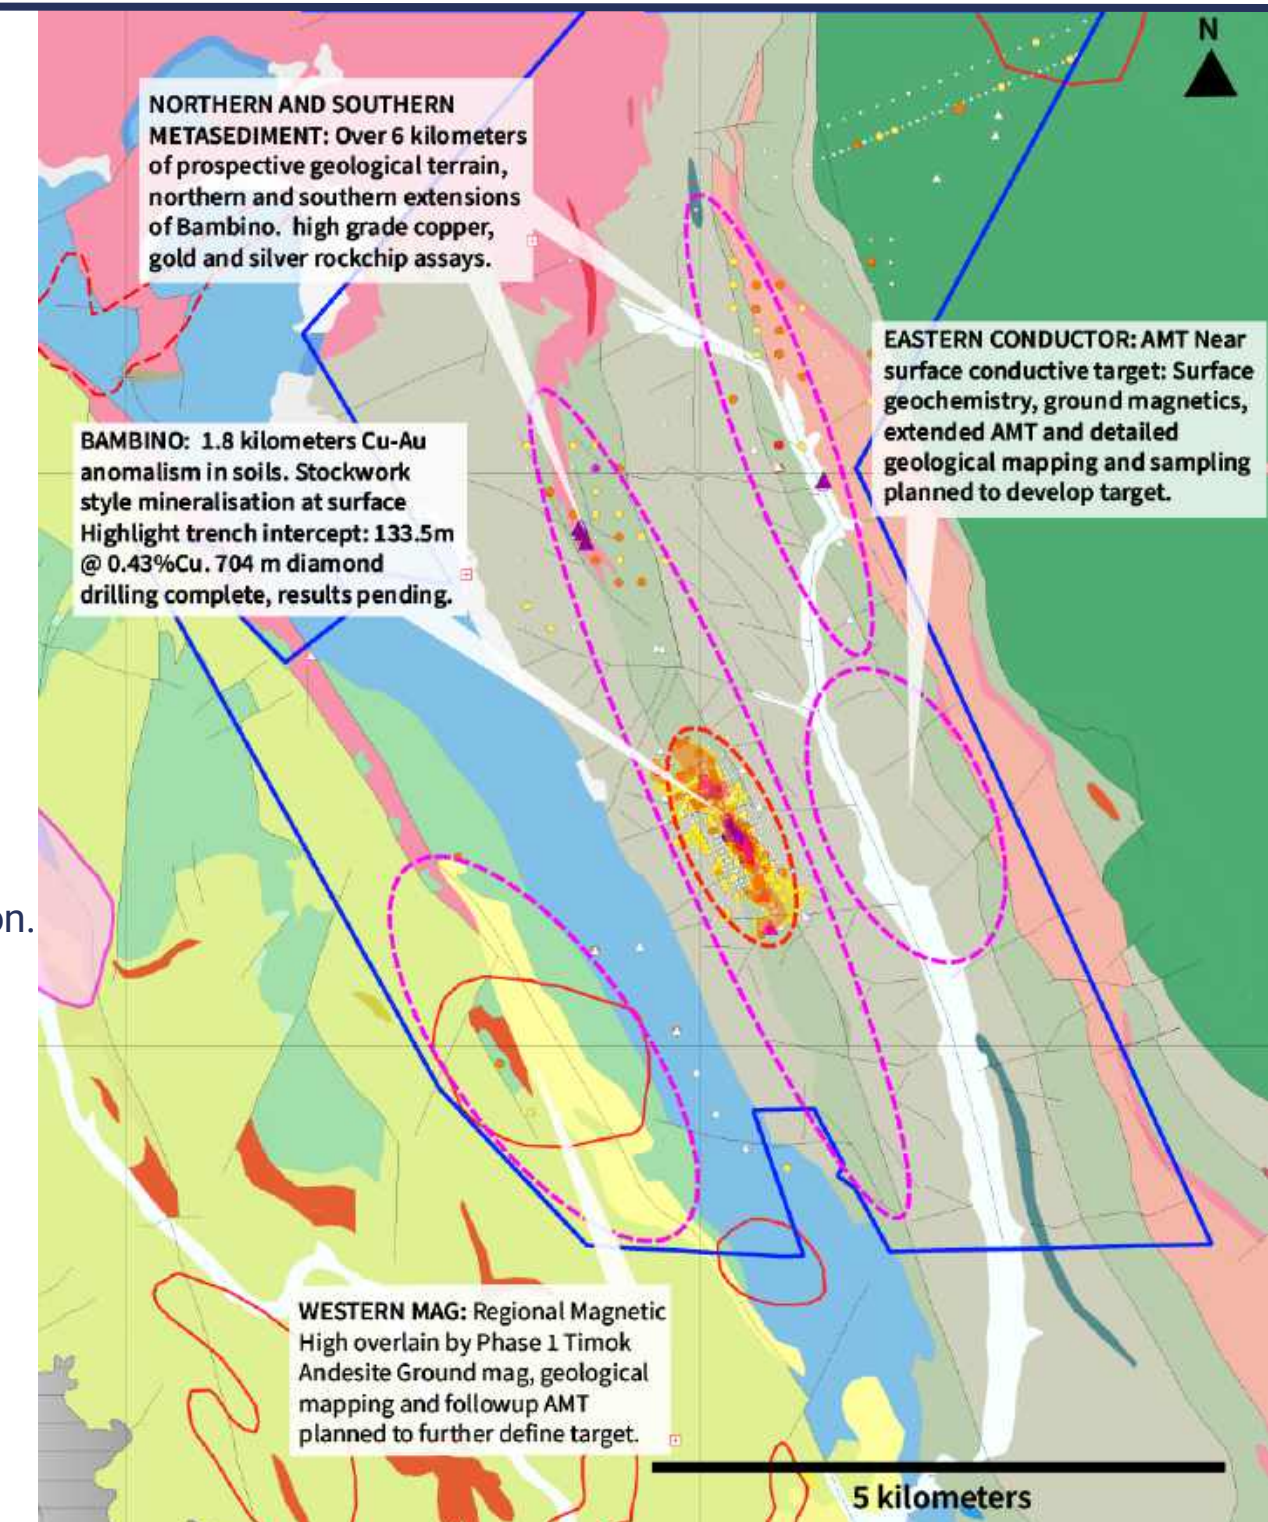 N
NORTHERN AND SOUTHERN
METASEDIMENT: Over 6 kilometers
of prospective geological terrain,
northern and southern extensions
of Bambino.  high grade copper,
gold and silver rockchip assays.
EASTERN CONDUCTOR: AMT Near
surface conductive target: Surface
geochemistry, ground magnetics,
extended AMT and detailed
geological mapping and sampling
planned to develop target.
BAMBINO:  1.8 kilometers Cu-Au
anomalism in soils. Stockwork
style mineralisation at surface
Highlight trench intercept: 133.5m
@ 0.43%Cu. 704 m diamond
drilling complete, results pending.
on.
WESTERN MAG: Regional Magnetic
High overlain by Phase 1 Timok
Andesite Ground mag, geological
mapping and followup AMT
planned to further define target.
5 kilometers